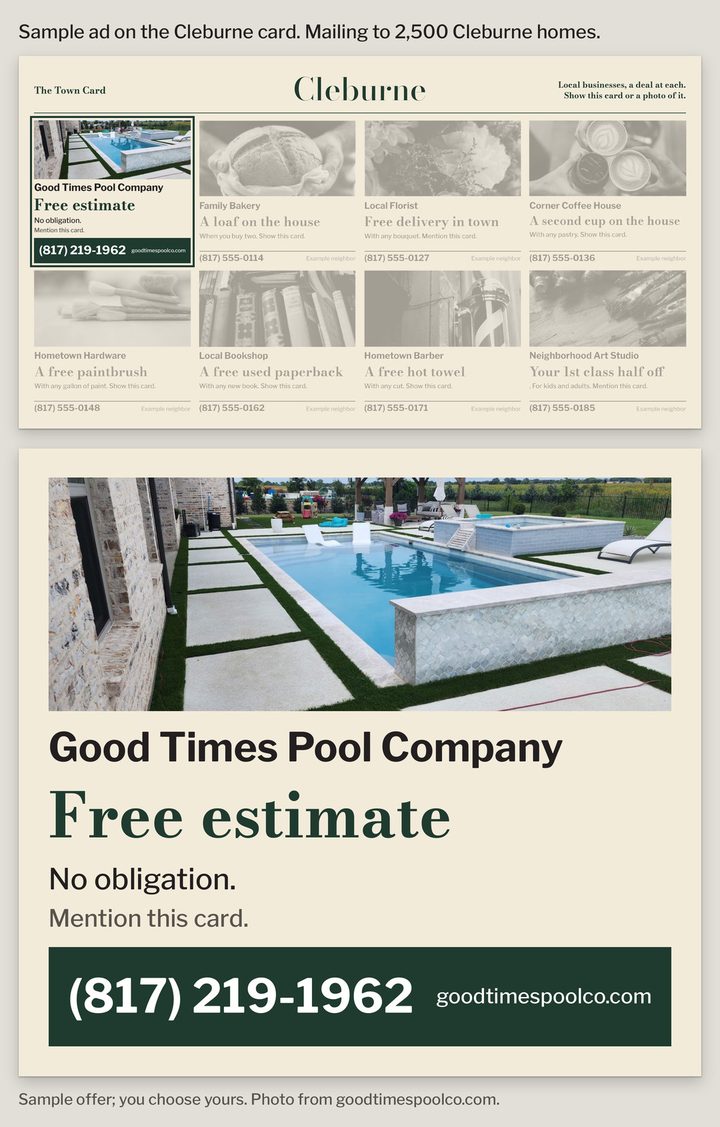 Sample ad on the Cleburne card. Mailing to 2,500 Cleburne homes.
The Town Card
Cleburne
Local businesses, a deal at each.
Show this card or a photo of it.
Good Times Pool Company
Free estimate
No obligation.
Mention this card.
(817) 219-1962 goodtimespoolco.com
Family Bakery
A loaf on the house
When you buy two. Show this card.
(817) 555-0114 Example neighbor
Local Florist
Free delivery in town
With any bouquet. Mention this card.
(817) 555-0127 Example neighbor
Corner Coffee House
A second cup on the house
With any pastry. Show this card.
(817) 555-0136 Example neighbor
Hometown Hardware
A free paintbrush
With any gallon of paint. Show this card.
(817) 555-0148 Example neighbor
Local Bookshop
A free used paperback
With any new book. Show this card.
(817) 555-0162 Example neighbor
Hometown Barber
A free hot towel
With any cut. Show this card.
(817) 555-0171 Example neighbor
Neighborhood Art Studio
Your 1st class half off
For kids and adults. Mention this card.
(817) 555-0185 Example neighbor
Good Times Pool Company
Free estimate
No obligation.
Mention this card.
(817) 219-1962 goodtimespoolco.com
Sample offer; you choose yours. Photo from goodtimespoolco.com.